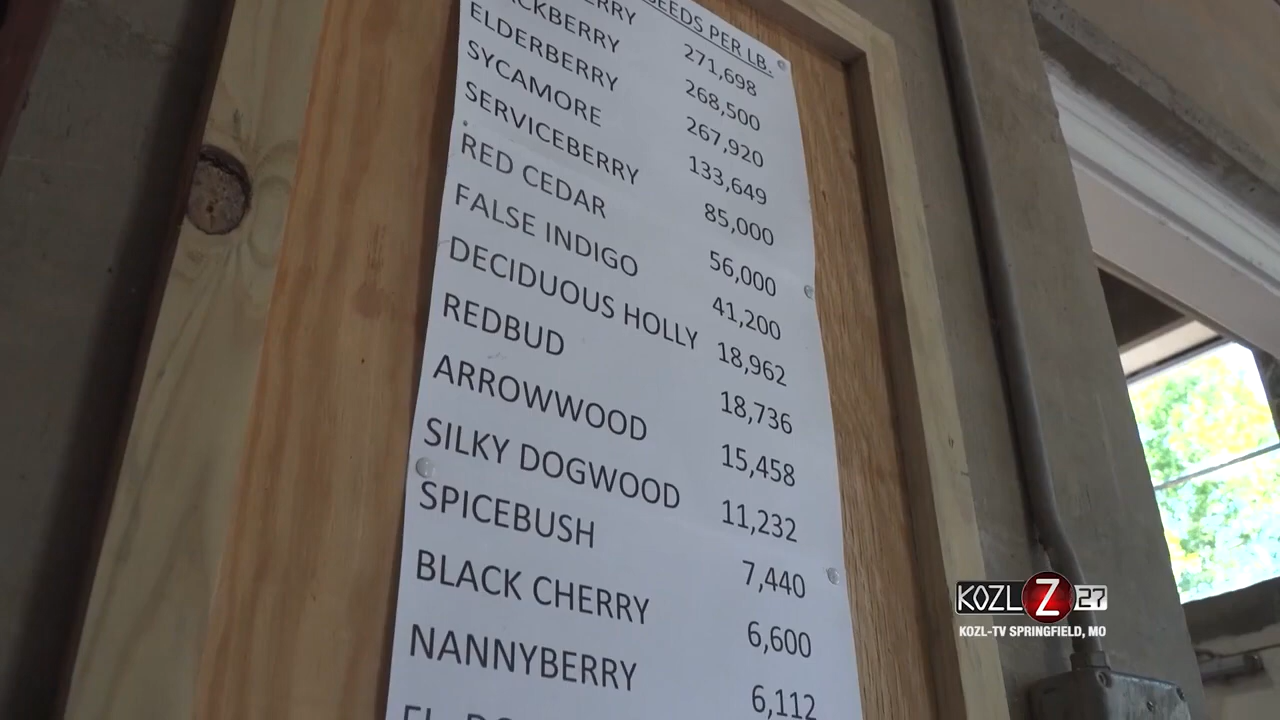 SEEDS PER LB.
ERRY 271,698
ACKBERRY 268,500
ELDERBERRY 267,920
SYCAMORE 133,649
SERVICEBERRY 85,000
RED CEDAR 56,000
FALSE INDIGO 41,200
DECIDUOUS HOLLY 18,962
REDBUD 18,736
ARROWWOOD 15,458
SILKY DOGWOOD 11,232
SPICEBUSH 7,440
BLACK CHERRY 6,600
NANNYBERRY 6,112
KOZL Z 27
KOZL-TV SPRINGFIELD, MO